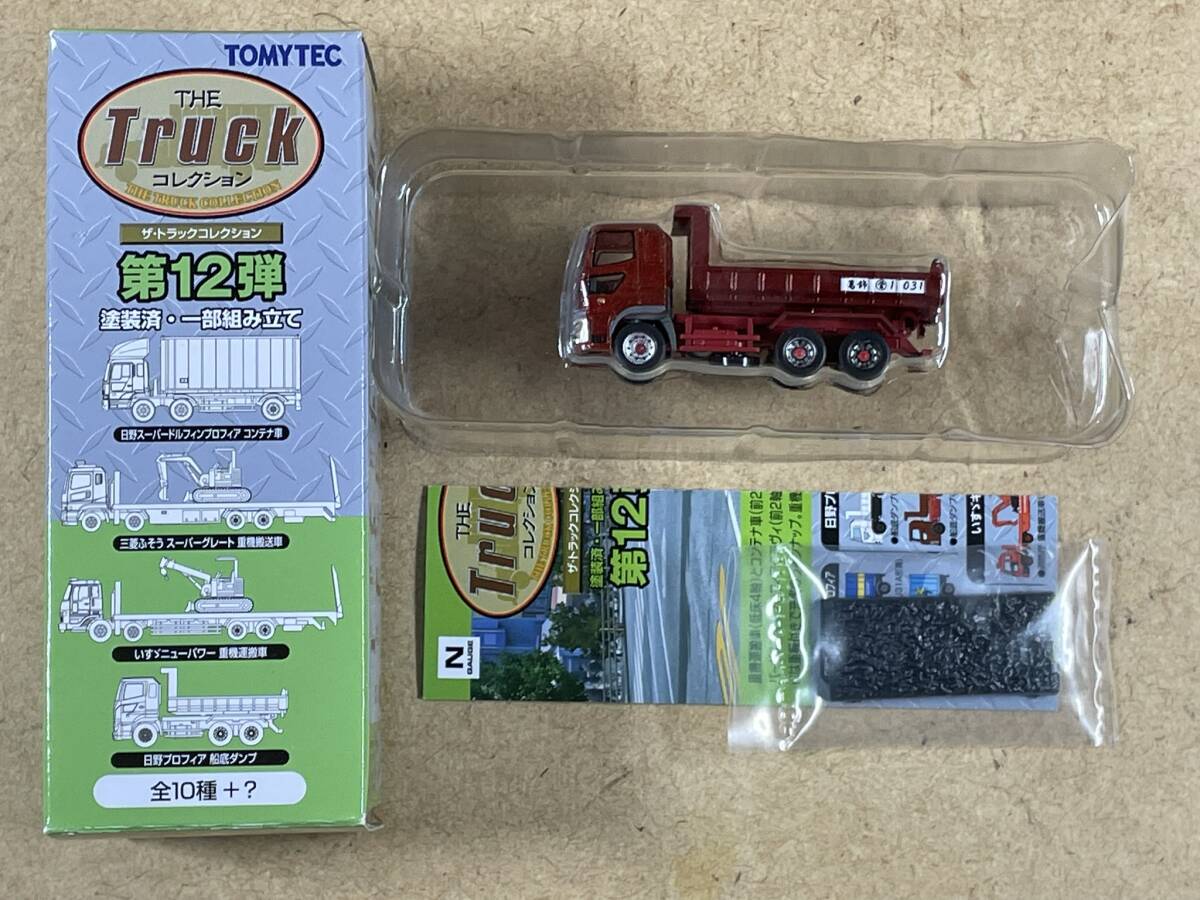 TOMYTEC
THE
Truck
コレクション
THE TRUCK COLLECTION
ザ・トラックコレクション
第12弾
塗装済・一部組み立て
日野スーパードルフィンプロフィア コンテナ車
三菱ふそう スーパーグレート 重機搬送車
いすゞニューパワー 重機運搬車
日野プロフィア 船底ダンプ
全10種+?
1 031
THE
Truc
コレクション
ザ・トラックコレクシ
塗装済・一部組み
第12
N
GAUGE
日野プ
いすゞギ